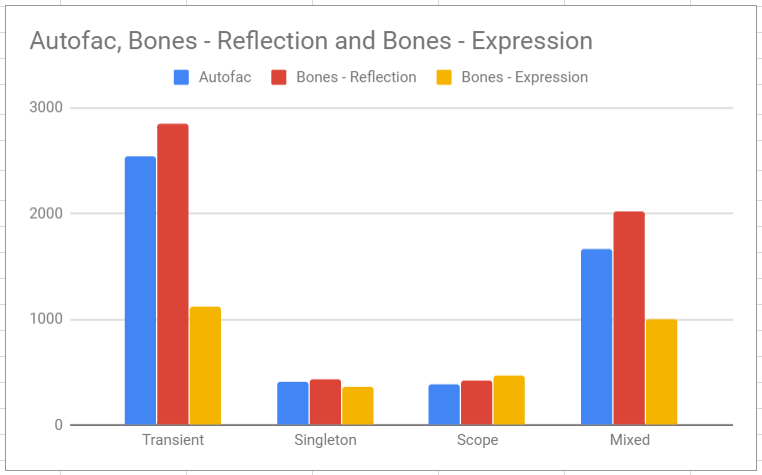 Autofac, Bones - Reflection and Bones - Expression
Autofac Bones - Reflection Bones - Expression
3000
2000
1000
0
Transient Singleton Scope Mixed